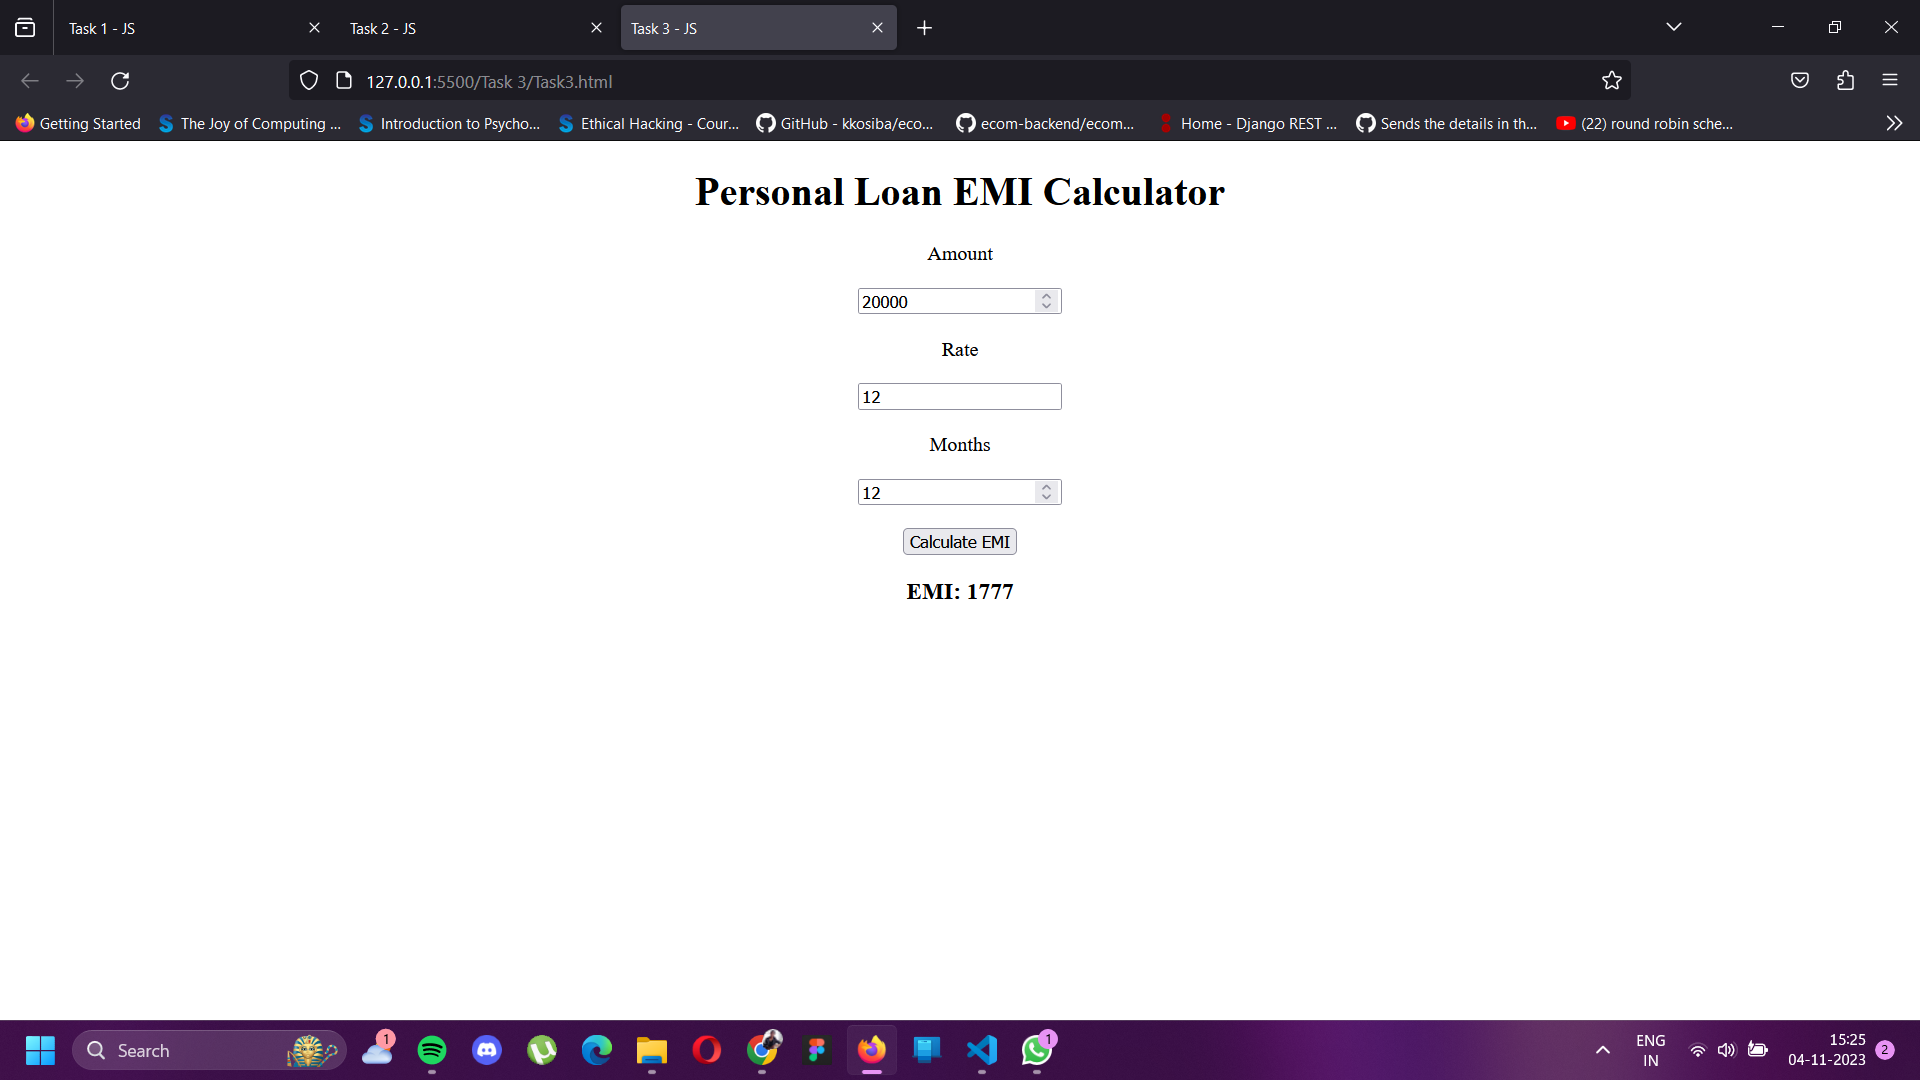 Task 1 - JS
Task 2 - JS
Task 3 - JS
127.0.0.1:5500/Task 3/Task3.html
Getting Started
The Joy of Computing ...
Introduction to Psycho...
Ethical Hacking - Cour...
GitHub - kkosiba/eco...
ecom-backend/ecom...
Home - Django REST ...
Sends the details in th...
(22) round robin sche...
Personal Loan EMI Calculator
Amount
20000
Rate
12
Months
12
Calculate EMI
EMI: 1777
Search
1
1
ENG
IN
15:25
04-11-2023
2